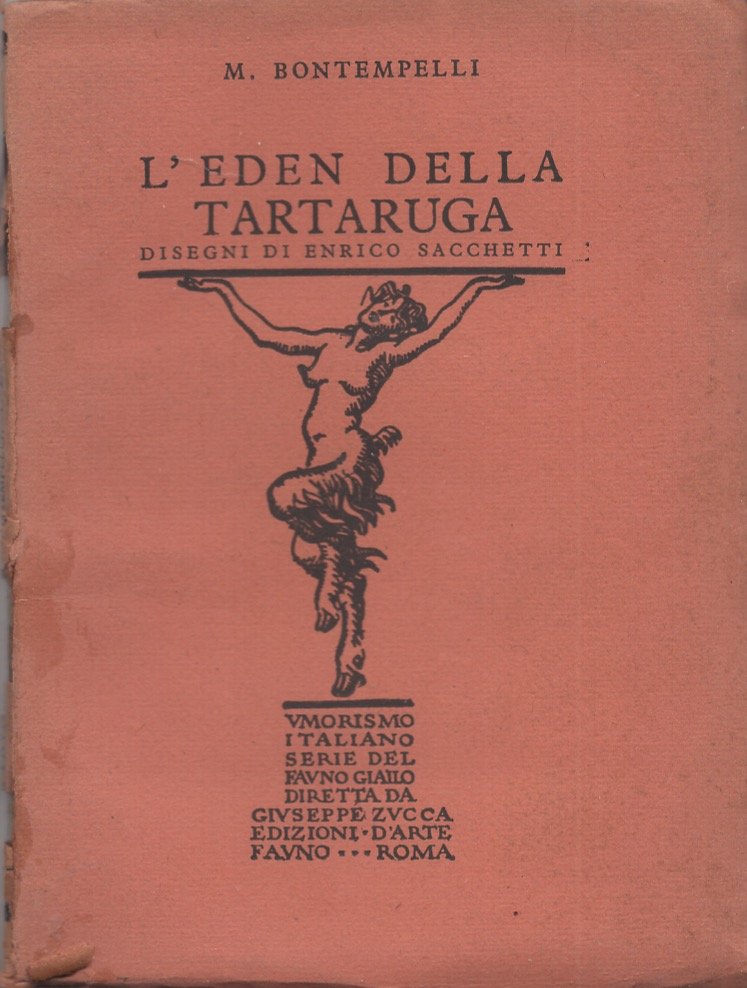 M. BONTEMPELLI
L'EDEN DELLA
TARTARUGA
DISEGNI DI ENRICO SACCHETTI
VMORISMO
ITALIANO
SERIE DEL
FAVNO GIALLO
DIRETTA DA
GIVSEPPE ZVCCA
EDIZIONI · D'ARTE
FAVNO · · · ROMA